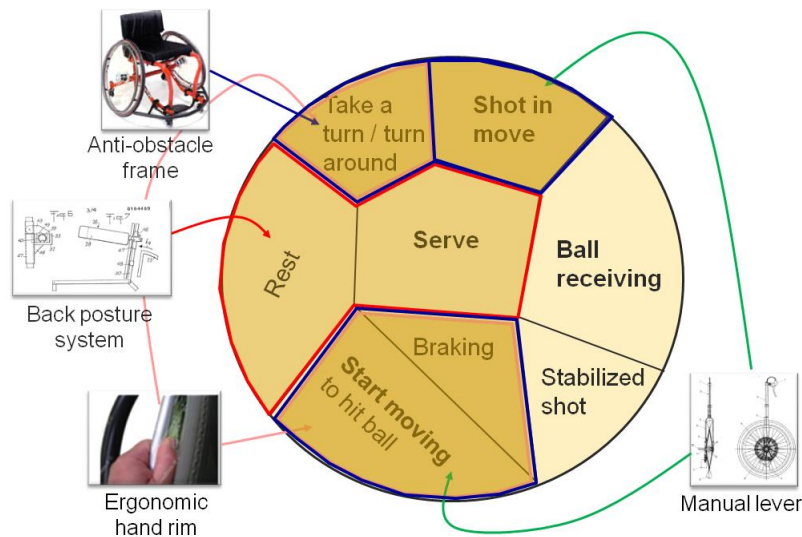 Take a
turn / turn
around
Shot in
move
Anti-obstacle
frame
Serve
Ball
receiving
Rest
Back posture
system
Braking
Start moving
to hit ball
Stabilized
shot
Ergonomic
hand rim
Manual lever